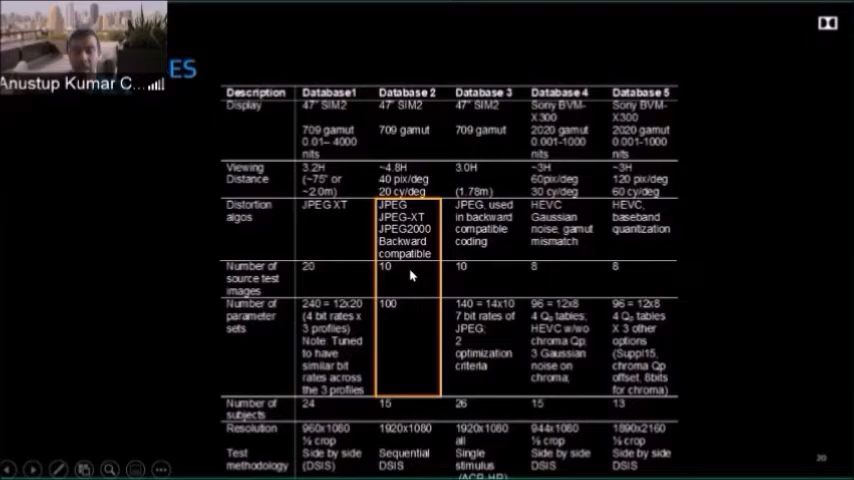 Anustup Kumar C...
ES
Description Database1 Database 2 Database 3 Database 4 Database 5
Display 47" SIM2 47" SIM2 47" SIM2 Sony BVM- Sony BVM-
X300 X300
709 gamut 709 gamut 709 gamut 2020 gamut 2020 gamut
0.01– 4000 0.001-1000 0.001-1000
nits nits nits
Viewing 3.2H ~4.8H 3.0H ~3H ~3H
Distance (~75" or 40 pix/deg 60pix/deg 120 pix/deg
~2.0m) 20 cy/deg (1.78m) 30 cy/deg 60 cy/deg
Distortion JPEG XT JPEG JPEG, used HEVC HEVC,
algos JPEG-XT in backward Gaussian baseband
JPEG2000 compatible noise, gamut quantization
Backward coding mismatch
compatible
Number of 20 10 10 8 8
source test
images
Number of 240 = 12x20 100 140 = 14x10 96 = 12x8 96 = 12x8
parameter (4 bit rates x 7 bit rates of 4 Qp tables; 4 Qp tables
sets 3 profiles) JPEG; HEVC w/wo X 3 other
Note: Tuned 2 chroma Qp; options
to have optimization 3 Gaussian (Suppl15,
similar bit criteria noise on chroma Qp
rates across chroma; offset, 8bits
the 3 profiles for chroma)
Number of 24 15 26 15 13
subjects
Resolution 960x1080 1920x1080 1920x1080 944x1080 1890x2160
½ crop all ½ crop ½ crop
Test Side by side Sequential Single Side by side Side by side
methodology (DSIS) DSIS stimulus DSIS DSIS
(ACR-HR)
20